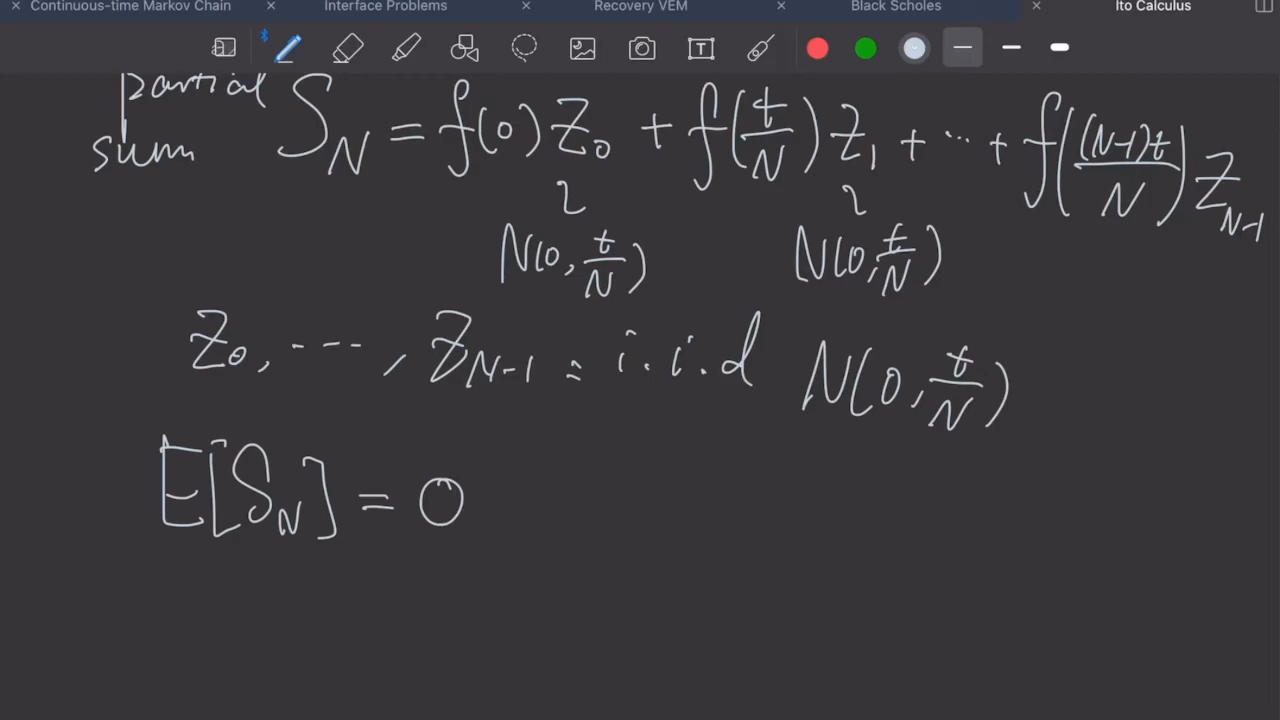 × Continuous-time Markov Chain × Interface Problems × Recovery VEM × Black Scholes × Ito Calculus
T
partial
sum S_N = f(0) Z_0 + f(t/N) Z_1 + ... + f((N-1)t/N) Z_{N-1}
N(0, t/N) N(0, t/N)
Z_0, ----, Z_{N-1} : i.i.d N(0, t/N)
E[S_N] = 0